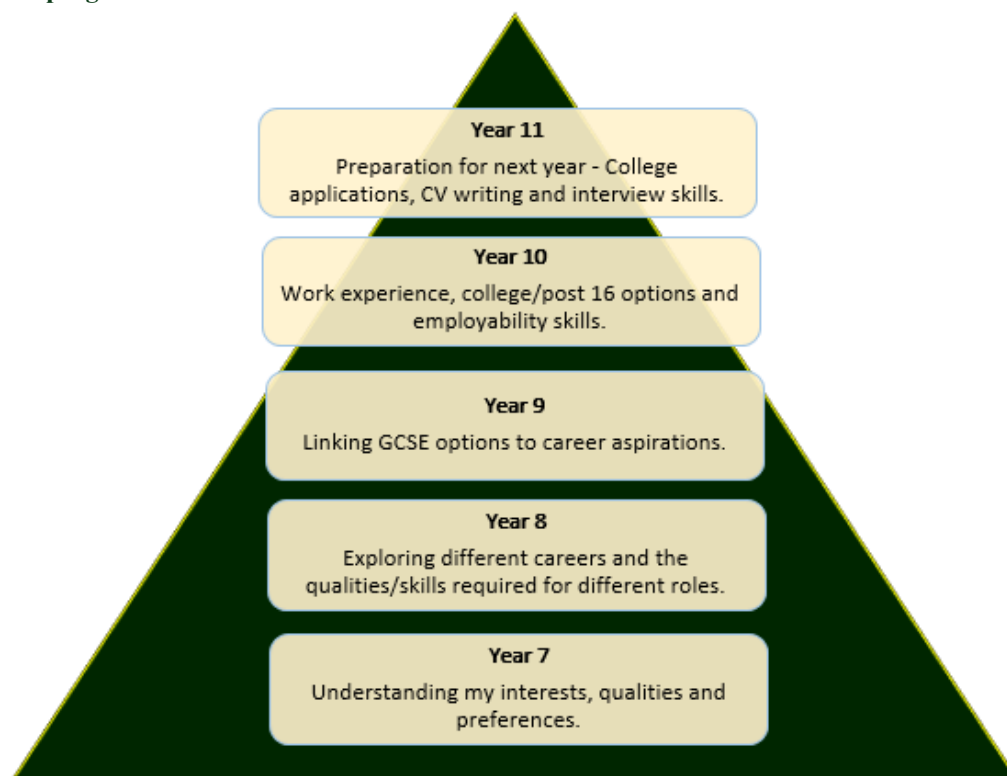 Year 11
Preparation for next year - College
applications, CV writing and interview skills.
Year 10
Work experience, college/post 16 options and
employability skills.
Year 9
Linking GCSE options to career aspirations.
Year 8
Exploring different careers and the
qualities/skills required for different roles.
Year 7
Understanding my interests, qualities and
preferences.